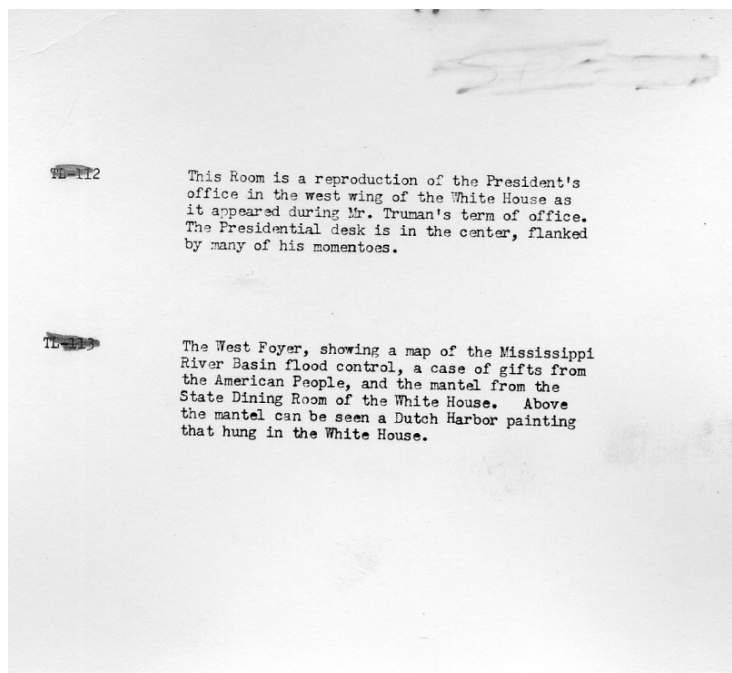 TL-112
This Room is a reproduction of the President's
office in the west wing of the White House as
it appeared during Mr. Truman's term of office.
The Presidential desk is in the center, flanked
by many of his momentoes.
TL-113
The West Foyer, showing a map of the Mississippi
River Basin flood control, a case of gifts from
the American People, and the mantel from the
State Dining Room of the White House. Above
the mantel can be seen a Dutch Harbor painting
that hung in the White House.